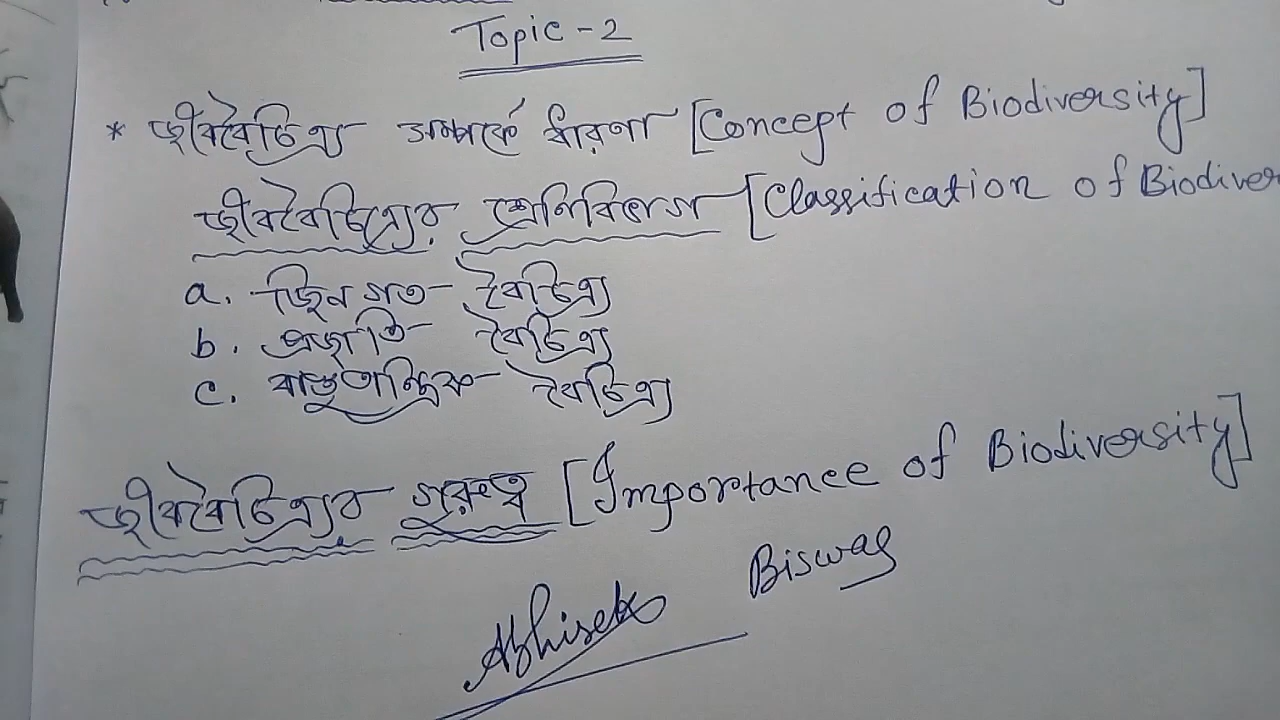 Topic - 2
* জীববৈচিত্র্য সম্পর্কে ধারণা [Concept of Biodiversity]
জীববৈচিত্র্যের শ্রেনিবিভাগ [Classification of Biodiver
a. জিনগত বৈচিত্র্য
b. প্রজাতি বৈচিত্র্য
c. বাস্তুতান্ত্রিক বৈচিত্র্য
জীববৈচিত্র্যের গুরুত্ব [Importance of Biodiversity]
Abhisek Biswas